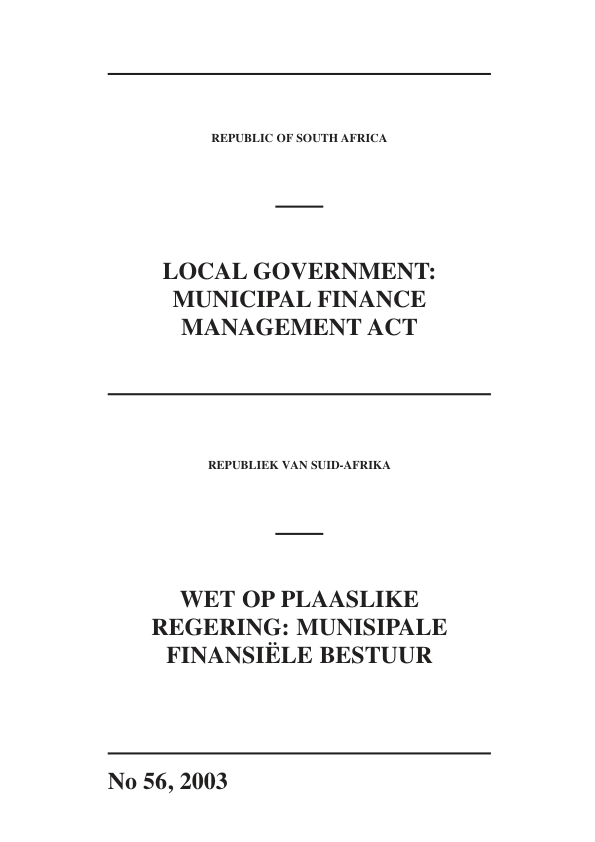 REPUBLIC OF SOUTH AFRICA
LOCAL GOVERNMENT:
MUNICIPAL FINANCE
MANAGEMENT ACT
REPUBLIEK VAN SUID-AFRIKA
WET OP PLAASLIKE
REGERING: MUNISIPALE
FINANSIËLE BESTUUR
No 56, 2003